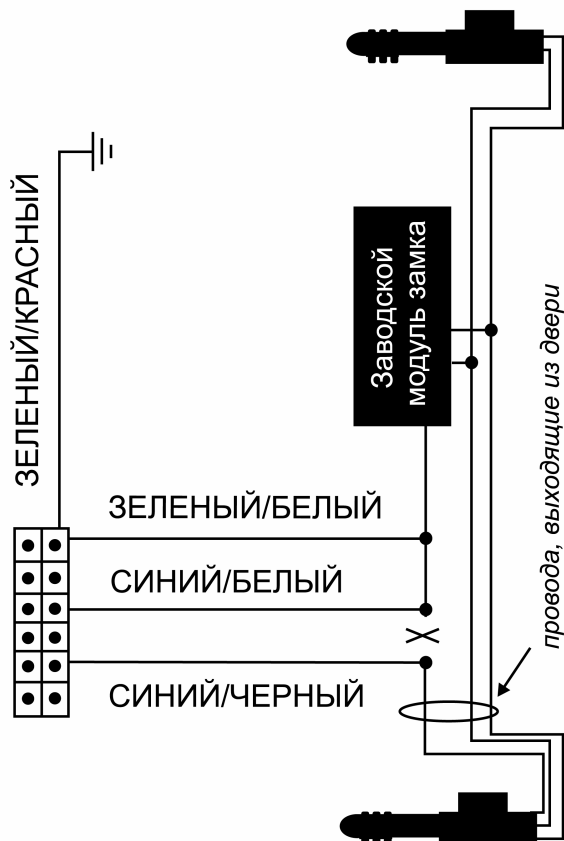 ЗЕЛЕНЫЙ/КРАСНЫЙ
Заводской
модуль замка
провода, выходящие из двери
ЗЕЛЕНЫЙ/БЕЛЫЙ
СИНИЙ/БЕЛЫЙ
СИНИЙ/ЧЕРНЫЙ